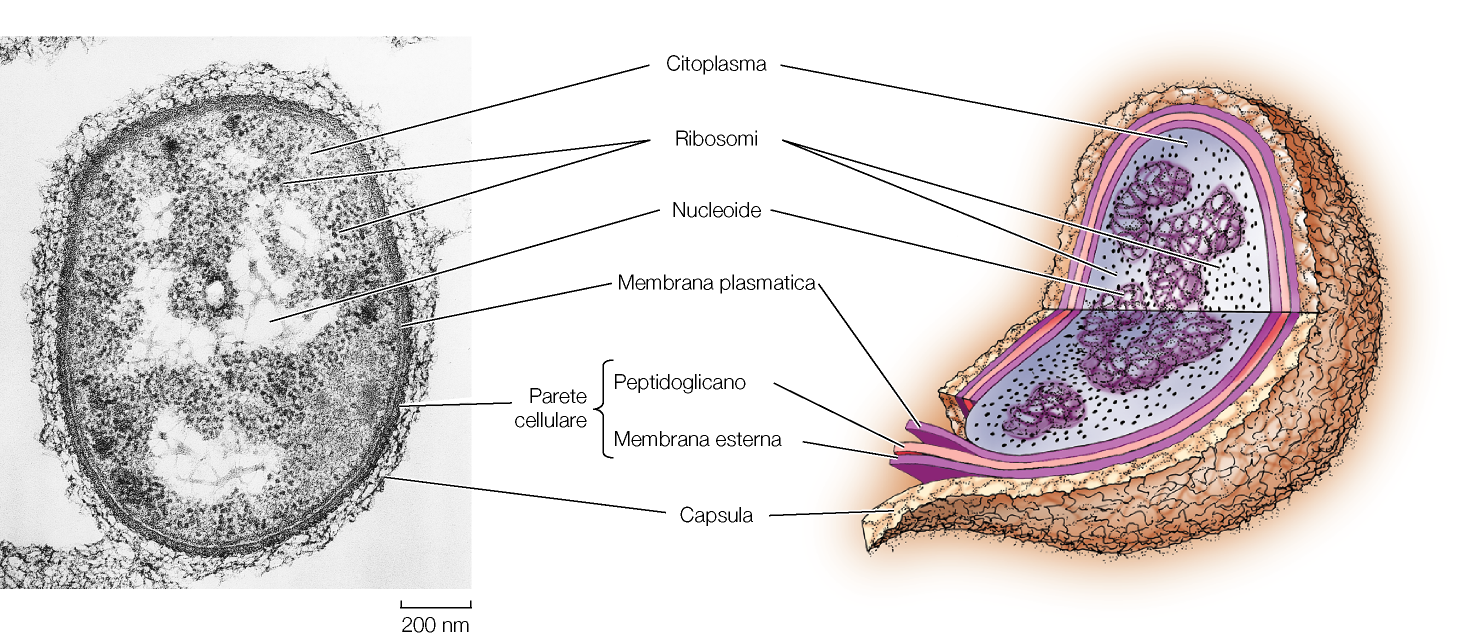 Citoplasma
Ribosomi
Nucleoide
Membrana plasmatica
Parete
cellulare
Peptidoglicano
Membrana esterna
Capsula
200 nm